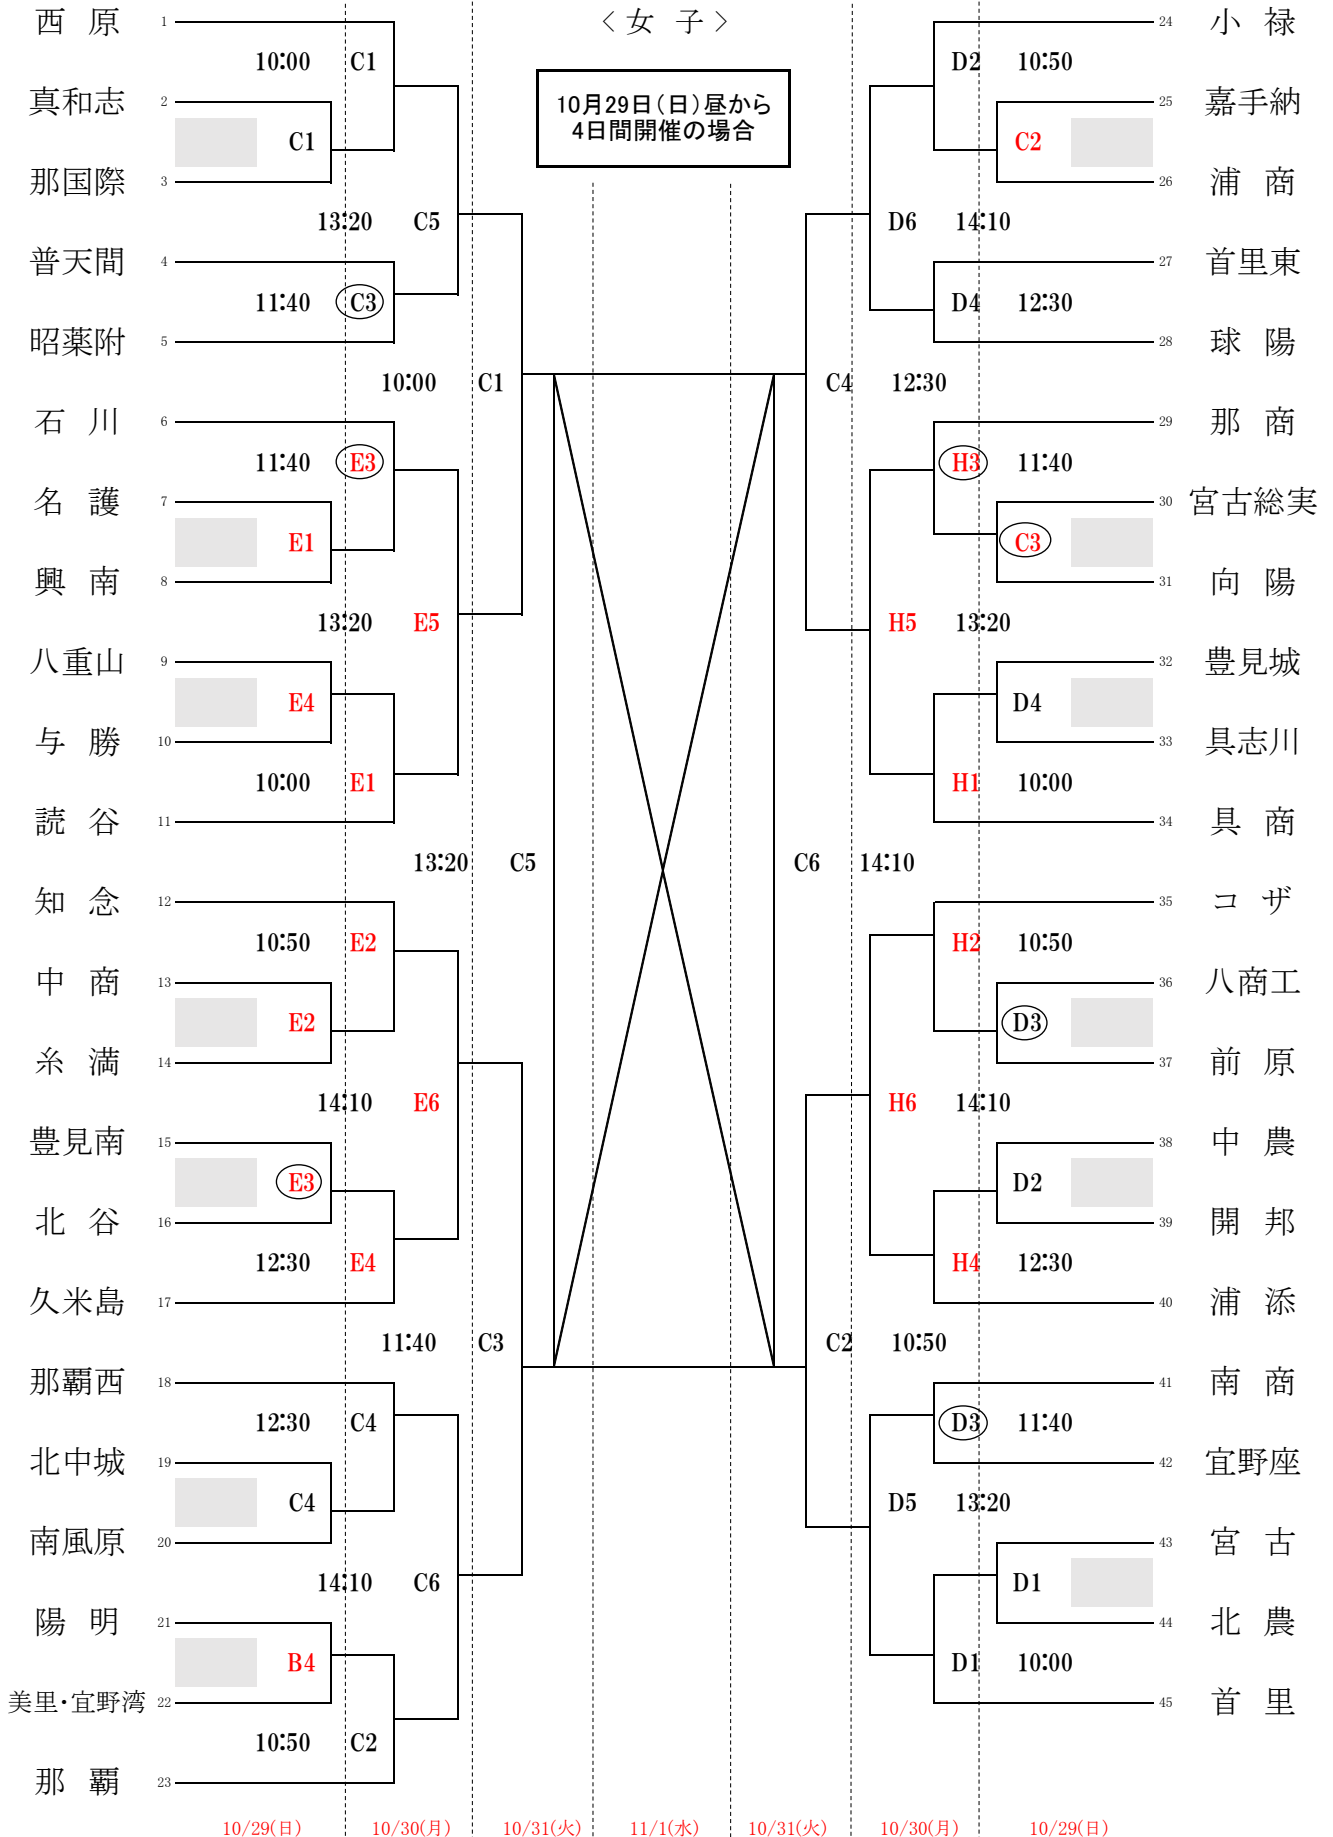 ＜ 女 子 ＞
10月29日（日）昼から
4日間開催の場合
西 原 1
10:00 C1
真和志 2
C1
那国際 3
13:20 C5
普天間 4
11:40 C3
昭薬附 5
10:00 C1
石 川 6
11:40 E3
名 護 7
E1
興 南 8
13:20 E5
八重山 9
E4
与 勝 10
10:00 E1
読 谷 11
13:20 C5
知 念 12
10:50 E2
中 商 13
E2
糸 満 14
14:10 E6
豊見南 15
E3
北 谷 16
12:30 E4
久米島 17
11:40 C3
那覇西 18
12:30 C4
北中城 19
C4
南風原 20
14:10 C6
陽 明 21
B4
美里・宜野湾 22
10:50 C2
那 覇 23
24 小 禄
D2 10:50
25 嘉手納
C2
26 浦 商
D6 14:10
27 首里東
D4 12:30
28 球 陽
C4 12:30
29 那 商
H3 11:40
30 宮古総実
C3
31 向 陽
H5 13:20
32 豊見城
D4
33 具志川
H1 10:00
34 具 商
C6 14:10
35 コ ザ
H2 10:50
36 八商工
D3
37 前 原
H6 14:10
38 中 農
D2
39 開 邦
H4 12:30
40 浦 添
C2 10:50
41 南 商
D3 11:40
42 宜野座
D5 13:20
43 宮 古
D1
44 北 農
D1 10:00
45 首 里
10/29(日) 10/30(月) 10/31(火) 11/1(水) 10/31(火) 10/30(月) 10/29(日)